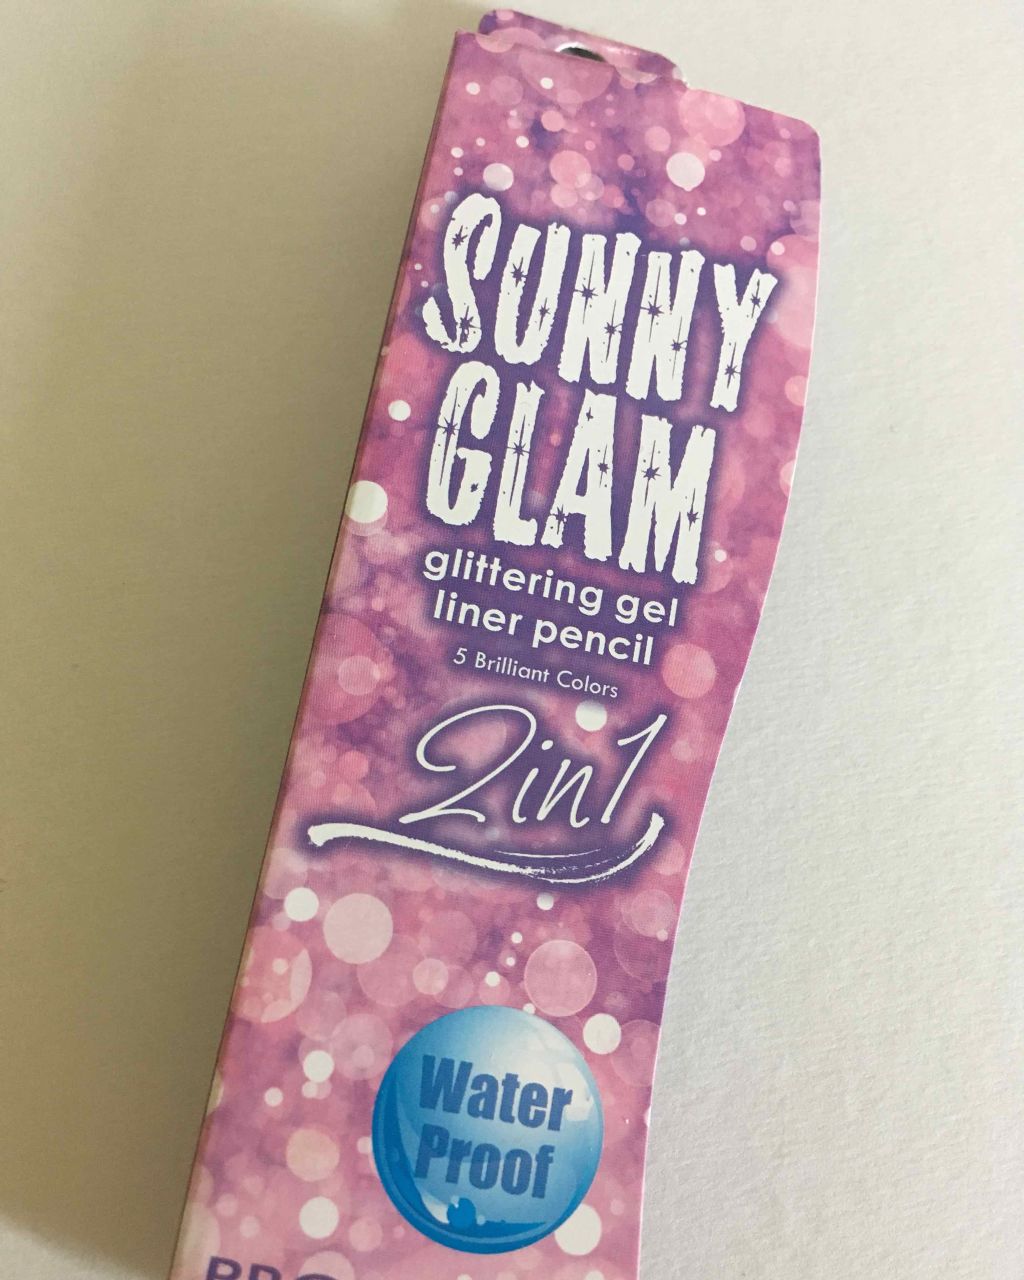 SUNNY
GLAM
glittering gel
liner pencil
5 Brilliant Colors
2in1
Water
Proof